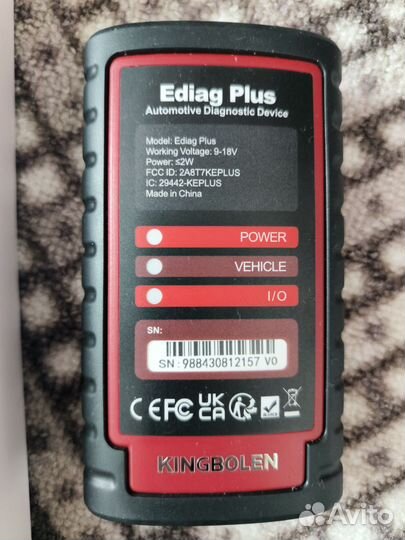 Ediag Plus
Automotive Diagnostic Device
Model: Ediag Plus
Working Voltage: 9-18V
Power: ≤2W
FCC ID: 2A8T7KEPLUS
IC: 29442-KEPLUS
Made in China
POWER
VEHICLE
I/O
SN:
SN : 988430812157 V0
CE FC UK CA
KINGBOLEN
Avito